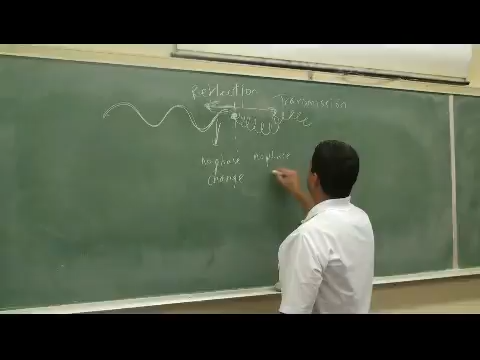 Reflection
Transmission
no phase no phase
change